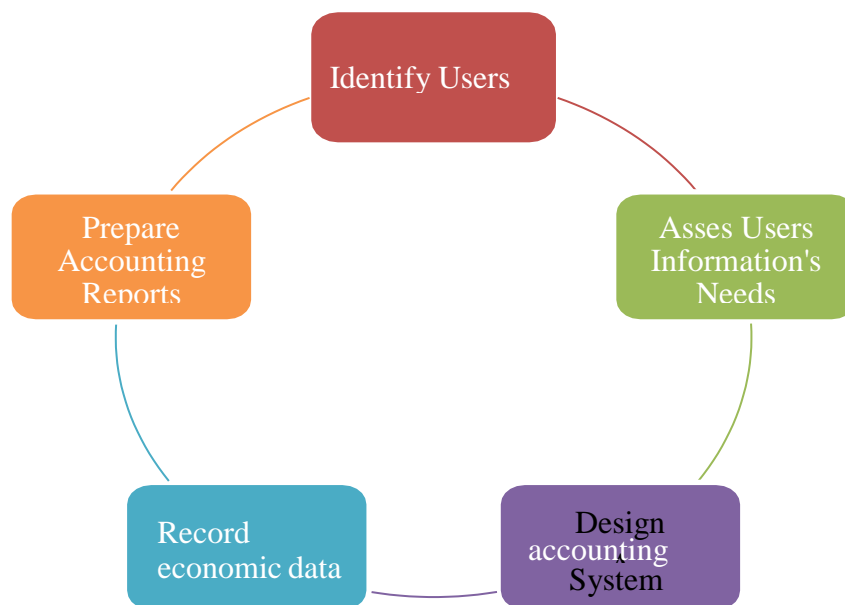 Identify Users
Asses Users
Information's
Needs
Design
accounting
System
Record
economic data
Prepare
Accounting
Reports